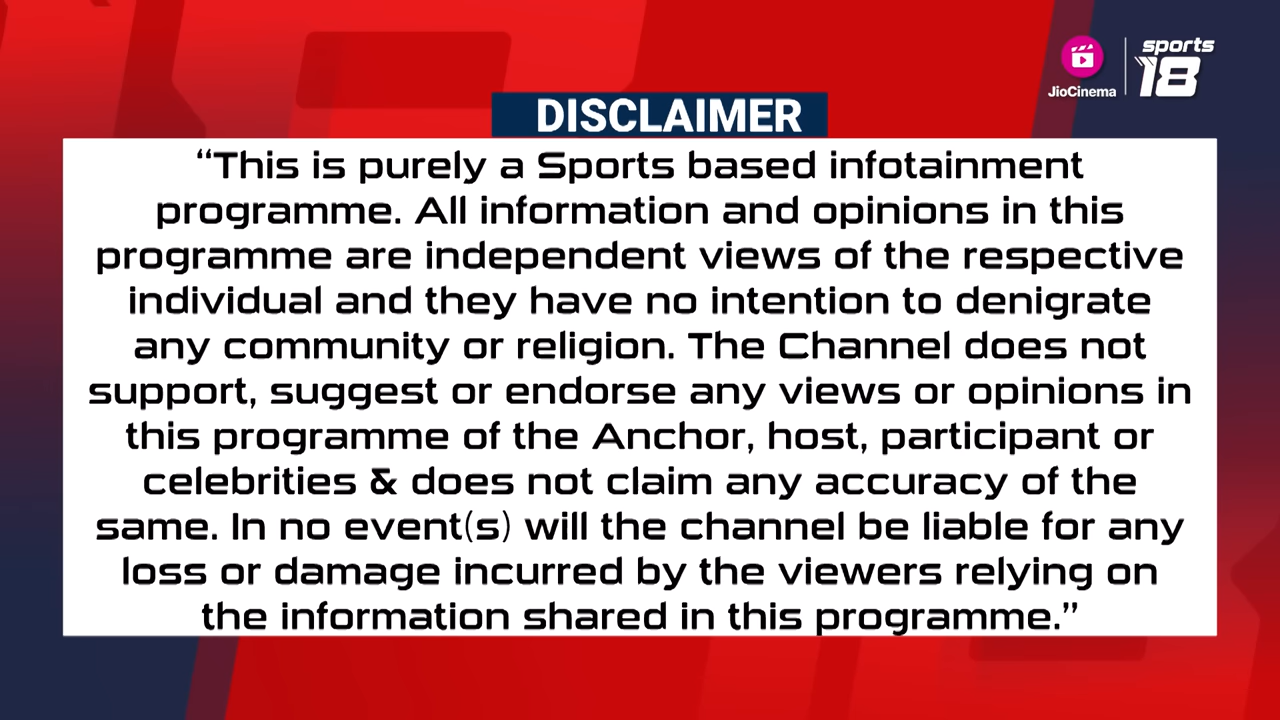 sports
18
JioCinema
DISCLAIMER
“This is purely a Sports based infotainment
programme. All information and opinions in this
programme are independent views of the respective
individual and they have no intention to denigrate
any community or religion. The Channel does not
support, suggest or endorse any views or opinions in
this programme of the Anchor, host, participant or
celebrities & does not claim any accuracy of the
same. In no event(s) will the channel be liable for any
loss or damage incurred by the viewers relying on
the information shared in this programme.”